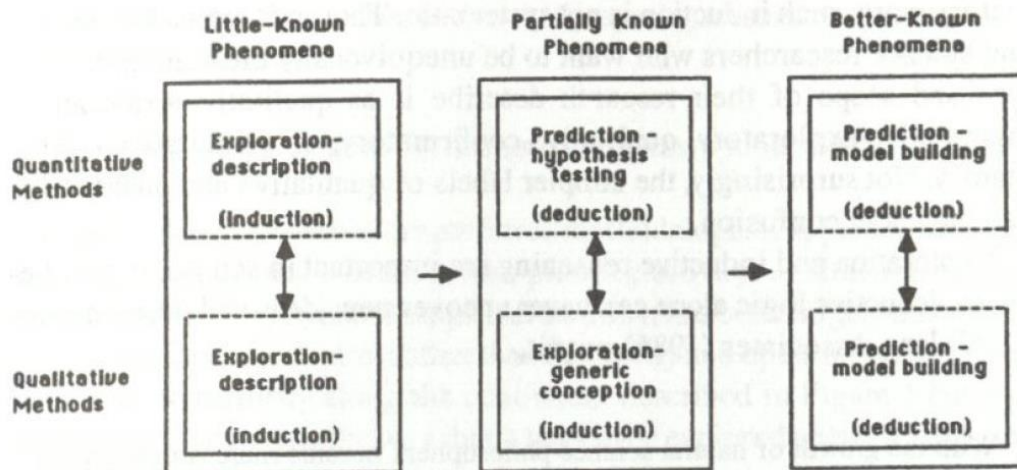 Little-Known Phenomena
Partially Known Phenomena
Better-Known Phenomena
Quantitative Methods
Exploration-
description
(induction)
Prediction -
hypothesis
testing
(deduction)
Prediction -
model building
(deduction)
Qualitative Methods
Exploration-
description
(induction)
Exploration-
generic
conception
(induction)
Prediction -
model building
(deduction)